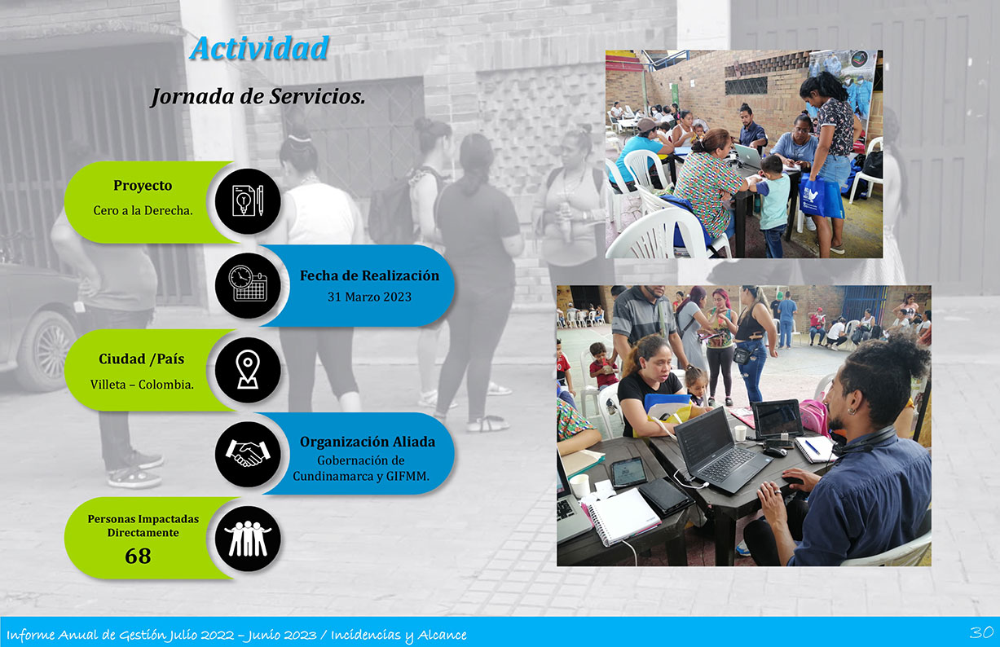 Actividad
Jornada de Servicios.
Proyecto
Cero a la Derecha.
Fecha de Realización
31 Marzo 2023
Ciudad /País
Villeta – Colombia.
Organización Aliada
Gobernación de
Cundinamarca y GIFMM.
Personas Impactadas
Directamente
68
Informe Anual de Gestión Julio 2022 – Junio 2023 / Incidencias y Alcance
30